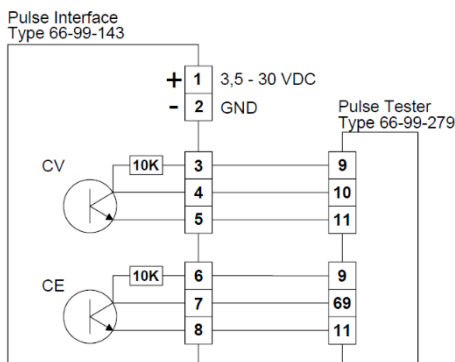 Pulse Interface
Type 66-99-143
+ 1 3,5 - 30 VDC
- 2 GND
Pulse Tester
Type 66-99-279
CV 10K 3 9
4 10
5 11
CE 10K 6 9
7 69
8 11